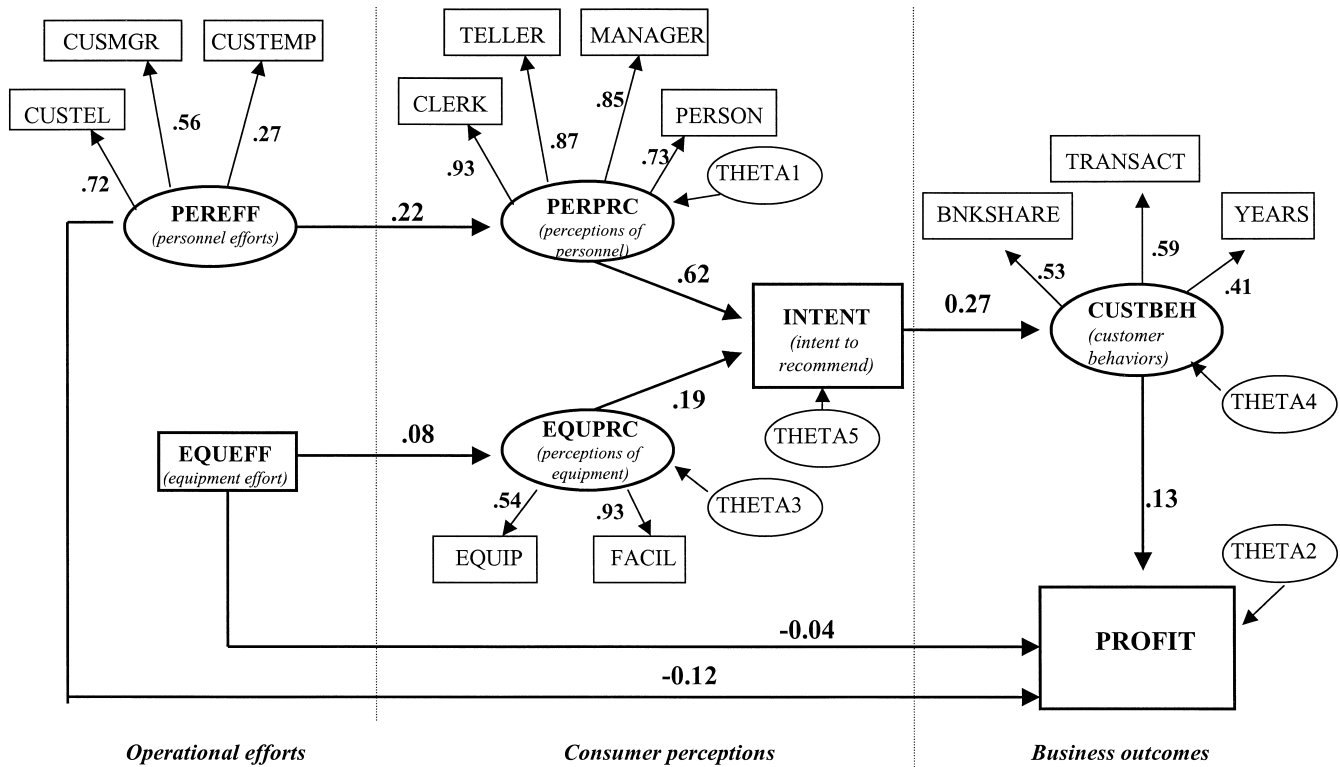 CUSMGR
CUSTEMP
CUSTEL
.56
.27
.72
PEREFF
(personnel efforts)
.22
TELLER
MANAGER
CLERK
PERSON
.85
.87
.93
.73
THETA1
PERPRC
(perceptions of
personnel)
.62
TRANSACT
BNKSHARE
YEARS
.59
.53
.41
INTENT
(intent to
recommend)
0.27
CUSTBEH
(customer
behaviors)
THETA4
.19
THETA5
EQUEFF
(equipment effort)
.08
EQUPRC
(perceptions of
equipment)
THETA3
.54
.93
EQUIP
FACIL
.13
THETA2
-0.04
PROFIT
-0.12
Operational efforts
Consumer perceptions
Business outcomes